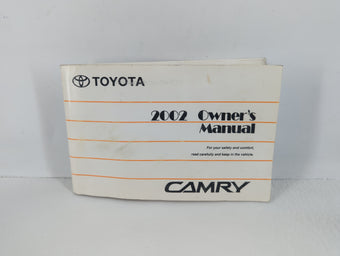 TOYOTA
2002 Owner's
Manual
For your safety and comfort,
read carefully and keep in the vehicle.
CAMRY